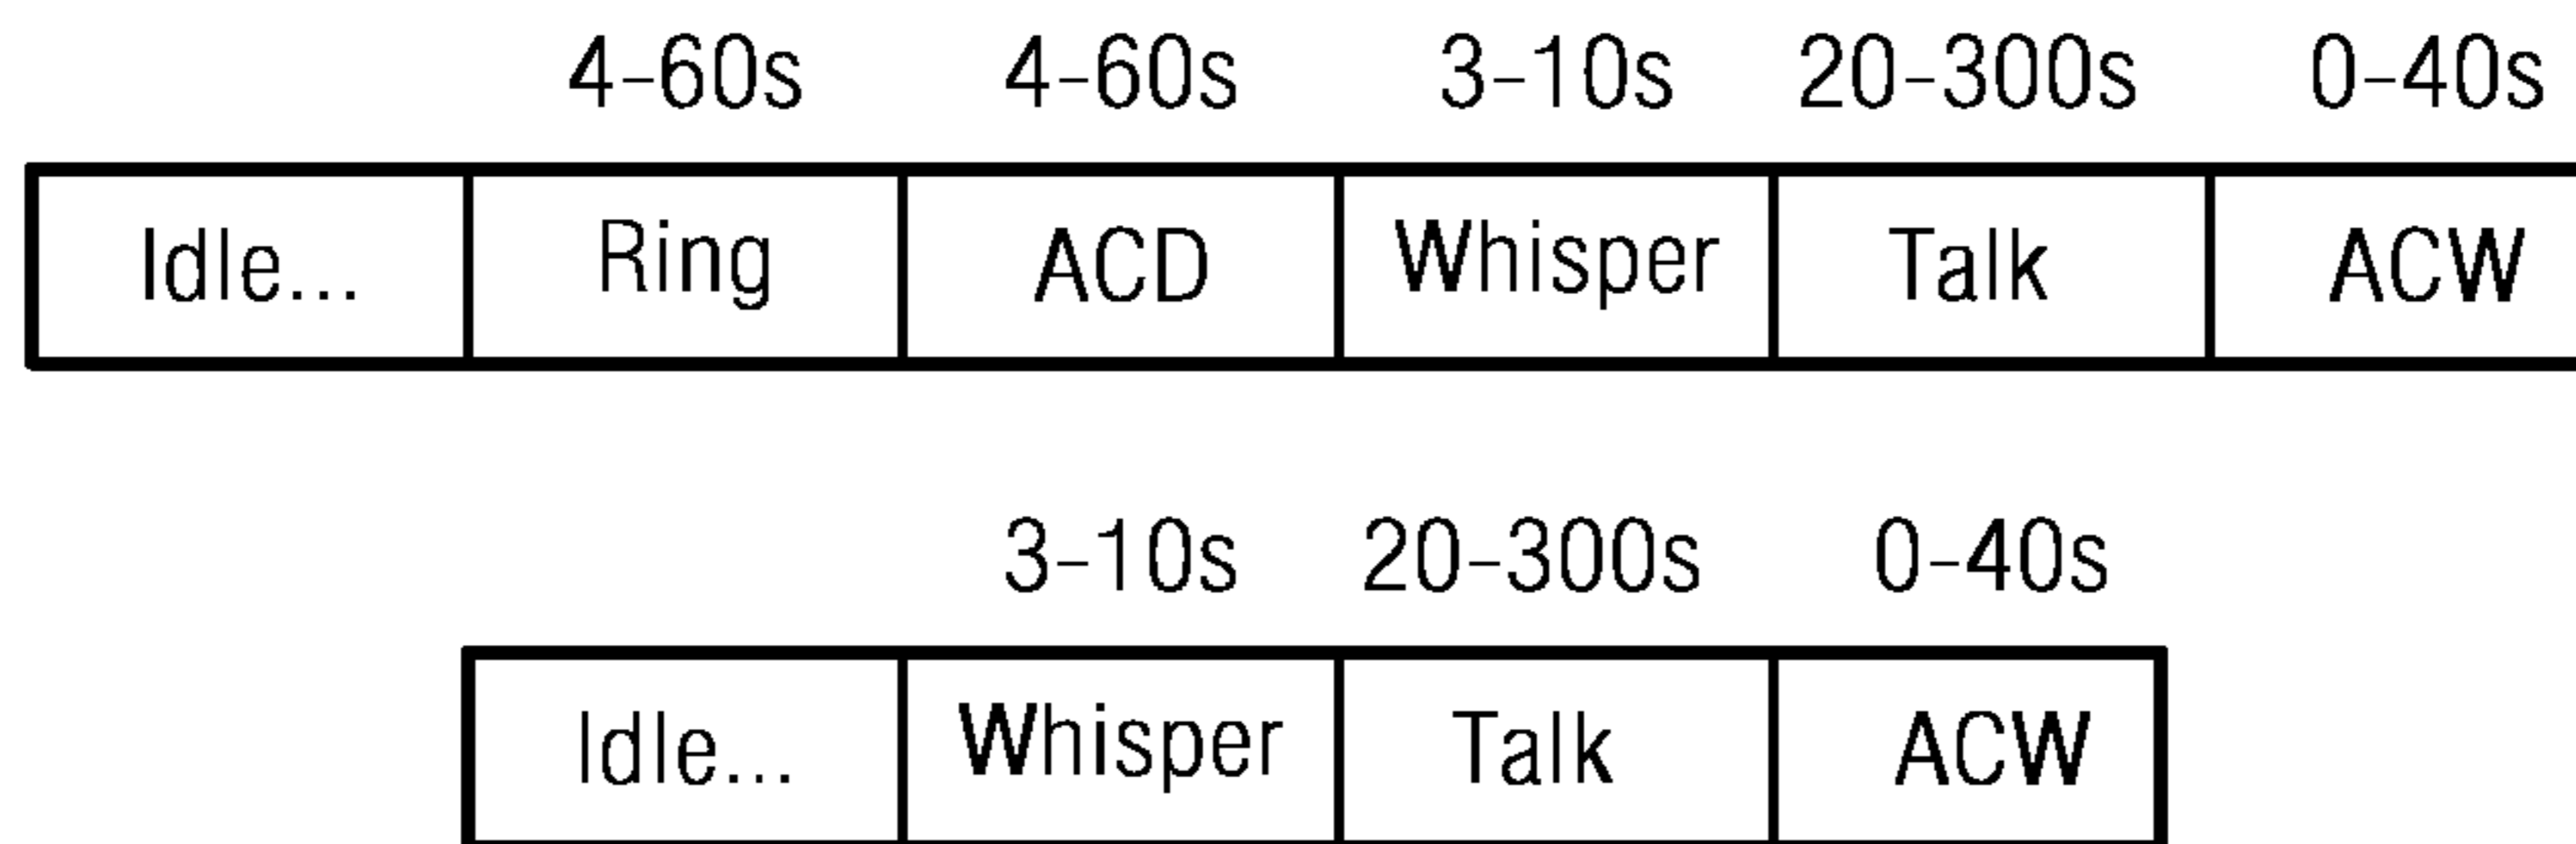 4-60s 4-60s 3-10s 20-300s 0-40s
Idle... Ring ACD Whisper Talk ACW
3-10s 20-300s 0-40s
Idle... Whisper Talk ACW